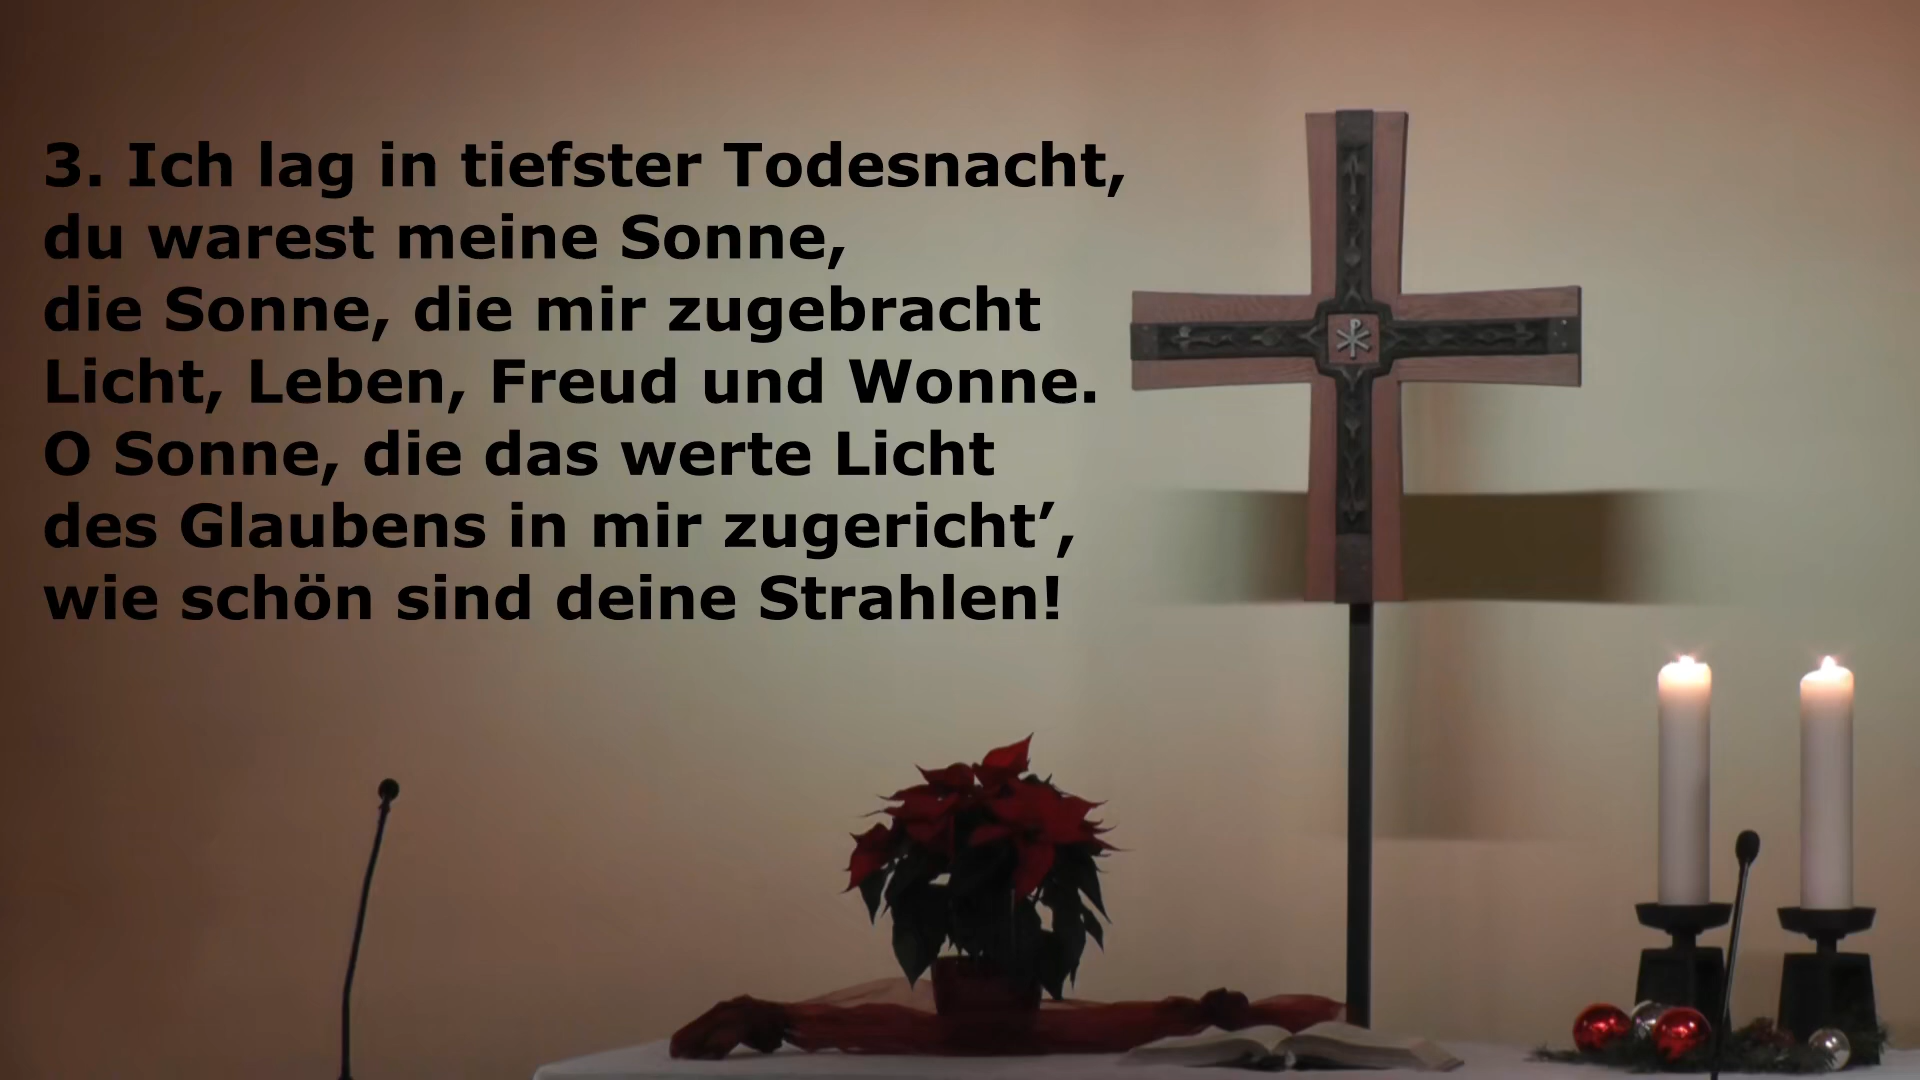 3. Ich lag in tiefster Todesnacht,
du warest meine Sonne,
die Sonne, die mir zugebracht
Licht, Leben, Freud und Wonne.
O Sonne, die das werte Licht
des Glaubens in mir zugericht’,
wie schön sind deine Strahlen!